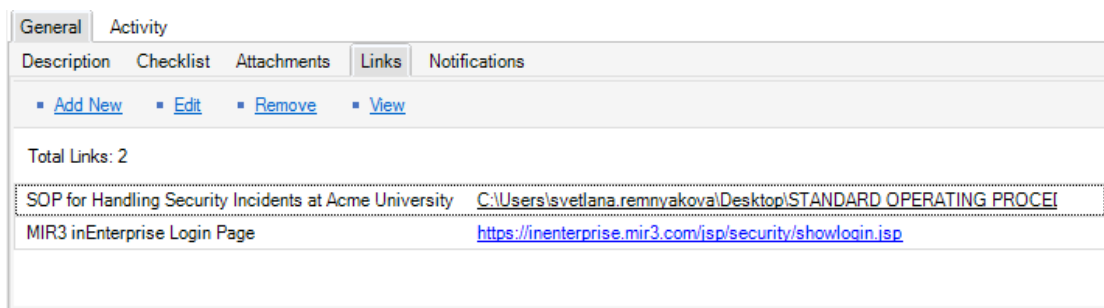 General Activity
Description Checklist Attachments Links Notifications
Add New Edit Remove View
Total Links: 2
SOP for Handling Security Incidents at Acme University C:\Users\svetlana.remnyakova\Desktop\STANDARD OPERATING PROCE
MIR3 inEnterprise Login Page https://inenterprise.mir3.com/jsp/security/showlogin.jsp